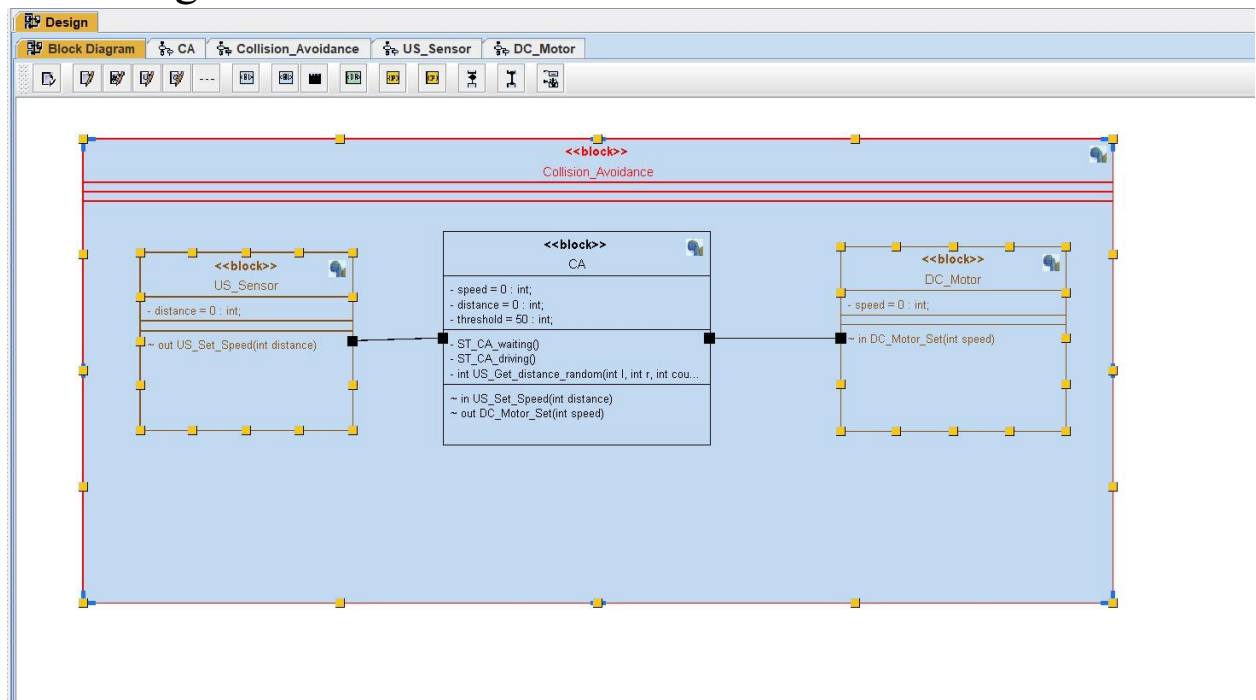 Design
Block Diagram CA Collision_Avoidance US_Sensor DC_Motor
<<block>>
Collision_Avoidance
<<block>>
US_Sensor
- distance = 0 : int;
~ out US_Set_Speed(int distance)
<<block>>
CA
- speed = 0 : int;
- distance = 0 : int;
- threshold = 50 : int;
- ST_CA_waiting()
- ST_CA_driving()
- int US_Get_distance_random(int l, int r, int cou...
~ in US_Set_Speed(int distance)
~ out DC_Motor_Set(int speed)
<<block>>
DC_Motor
- speed = 0 : int;
~ in DC_Motor_Set(int speed)